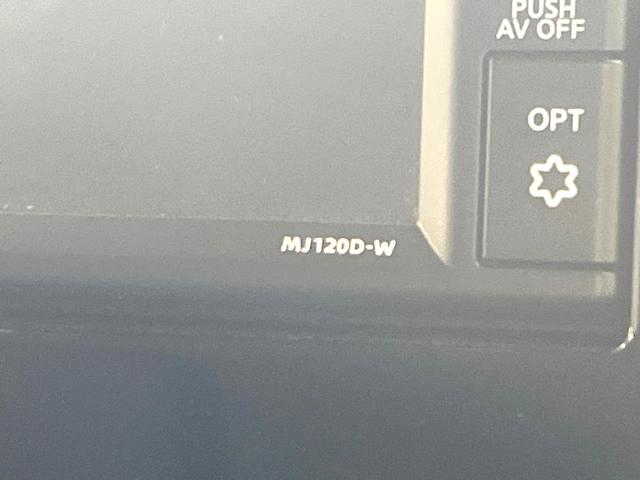 PUSH
AV OFF
OPT
MJ120D-W